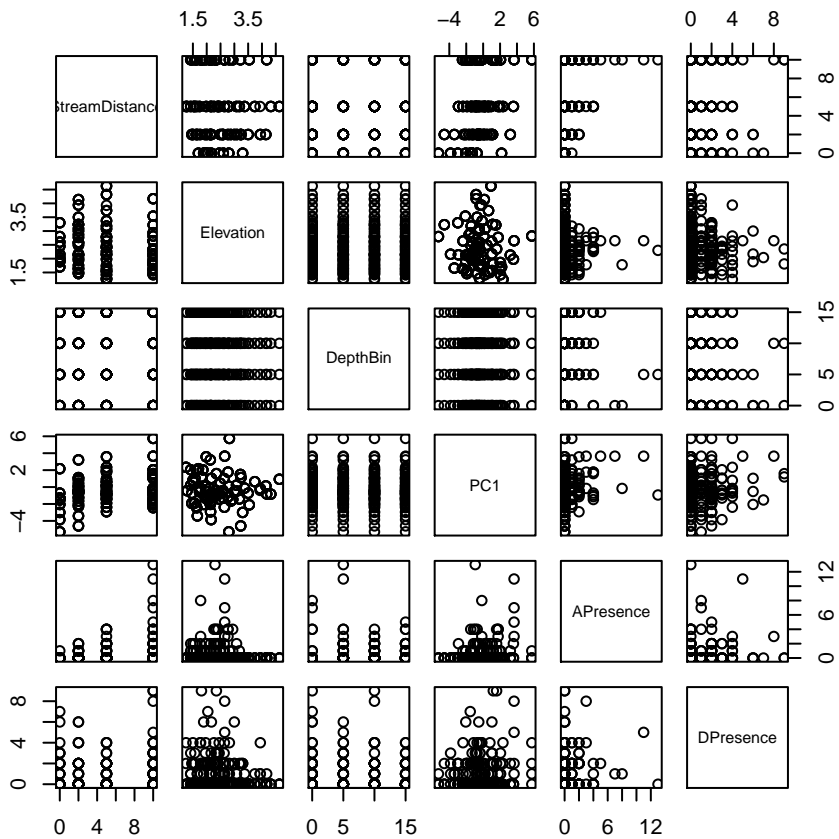 1.5 3.5 −4 2 6 0 4 8
StreamDistance
0 4 8
1.5 3.5
Elevation
DepthBin
0 5 10 15
−4 2 6
PC1
APresence
0 6 12
0 4 8
DPresence
0 4 8 0 5 15 0 6 12